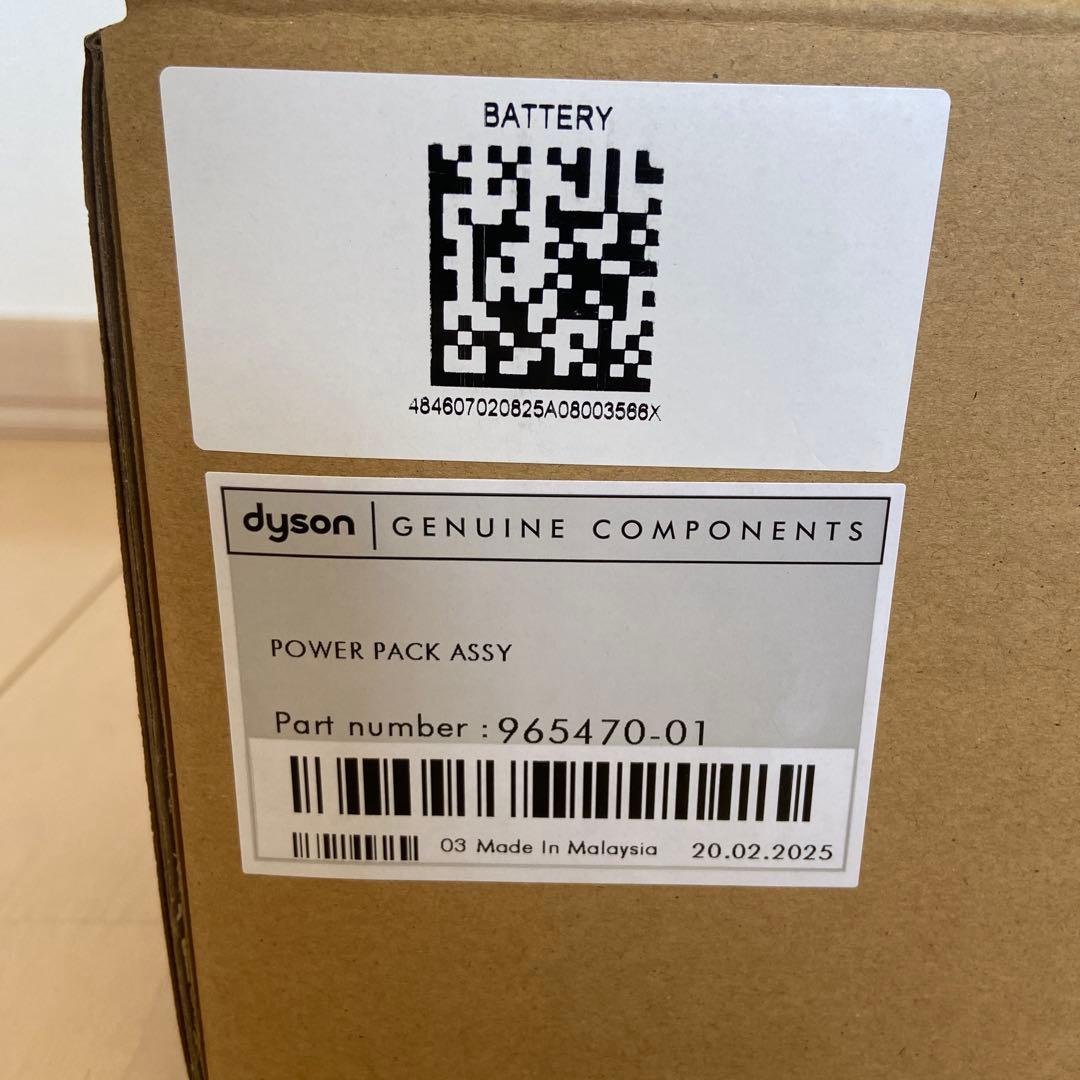 BATTERY
484607020825A08003566X
dyson | GENUINE COMPONENTS
POWER PACK ASSY
Part number : 965470-01
03 Made In Malaysia 20.02.2025